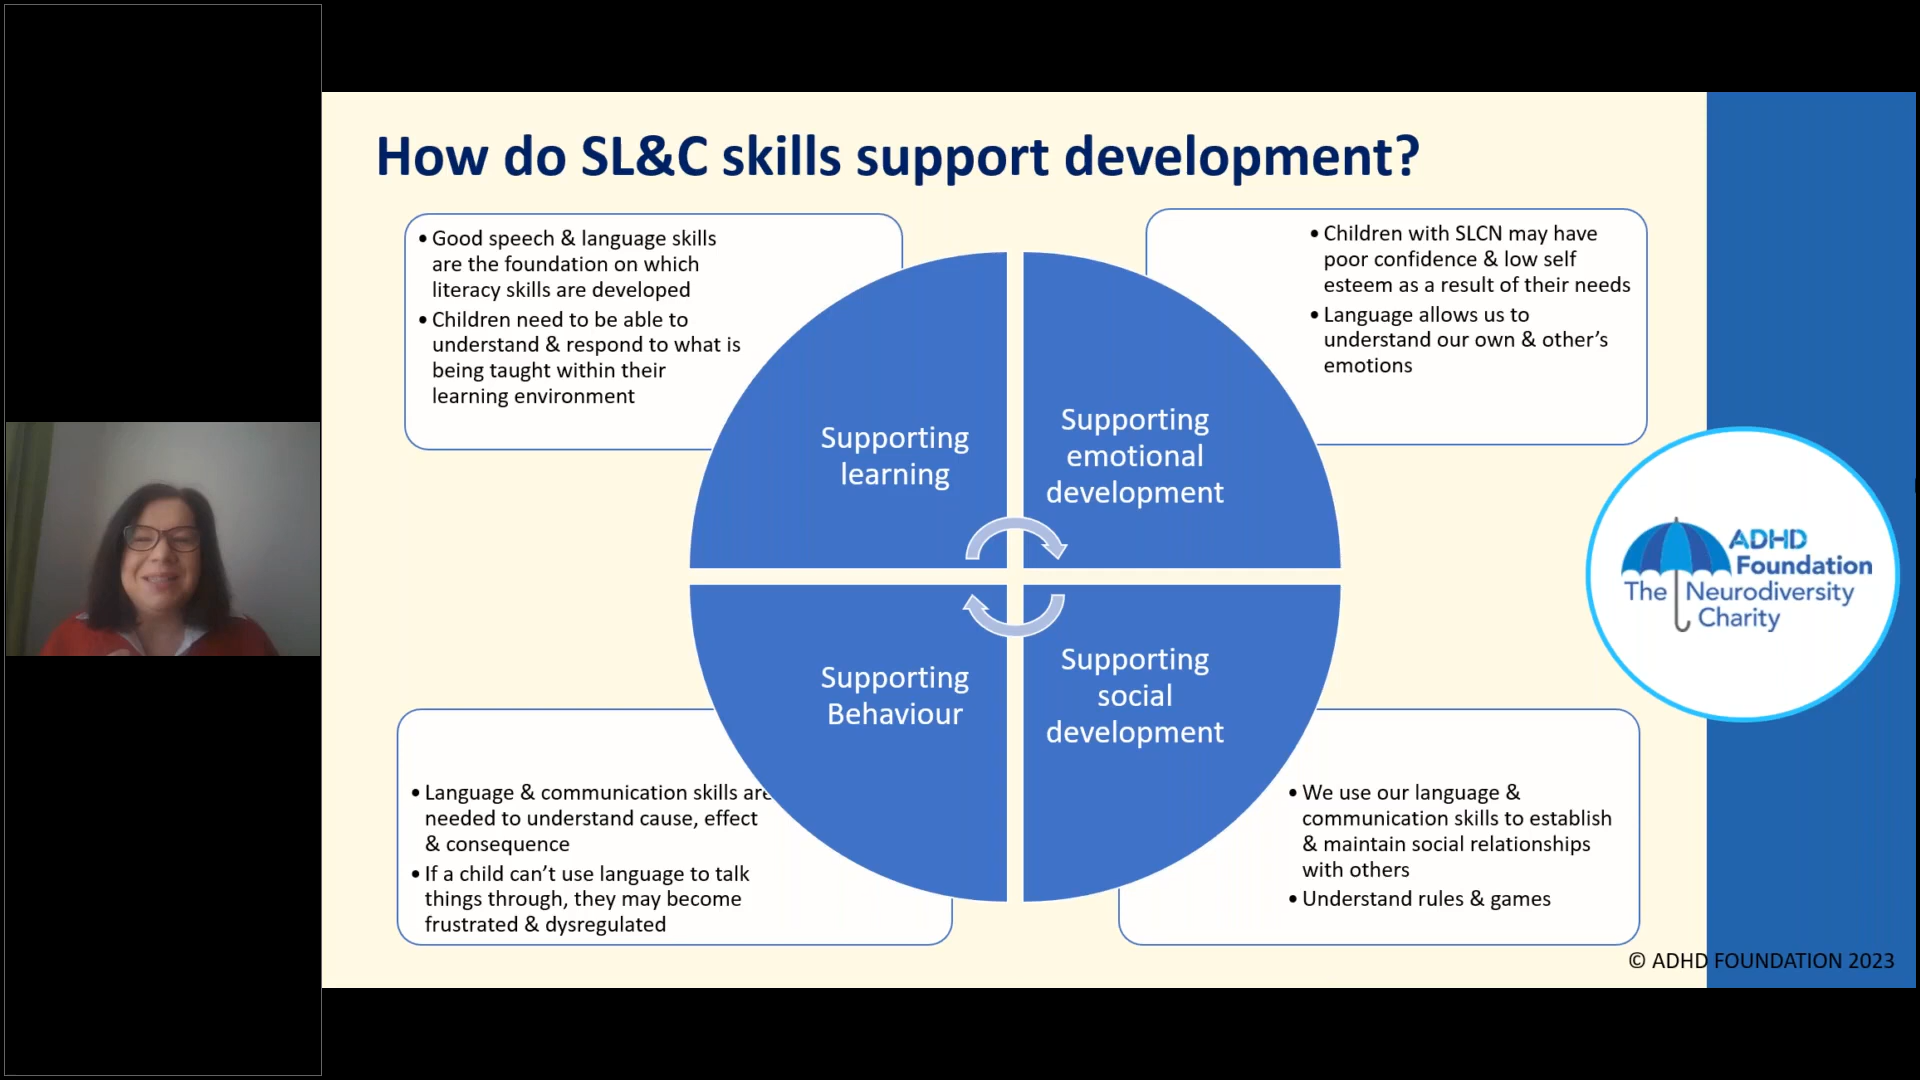 How do SL&C skills support development?
• Good speech & language skills
are the foundation on which
literacy skills are developed
• Children need to be able to
understand & respond to what is
being taught within their
learning environment
• Children with SLCN may have
poor confidence & low self
esteem as a result of their needs
• Language allows us to
understand our own & other’s
emotions
Supporting
learning
Supporting
emotional
development
Supporting
Behaviour
Supporting
social
development
• Language & communication skills are
needed to understand cause, effect
& consequence
• If a child can’t use language to talk
things through, they may become
frustrated & dysregulated
• We use our language &
communication skills to establish
& maintain social relationships
with others
• Understand rules & games
ADHD
Foundation
The Neurodiversity
Charity
© ADHD FOUNDATION 2023